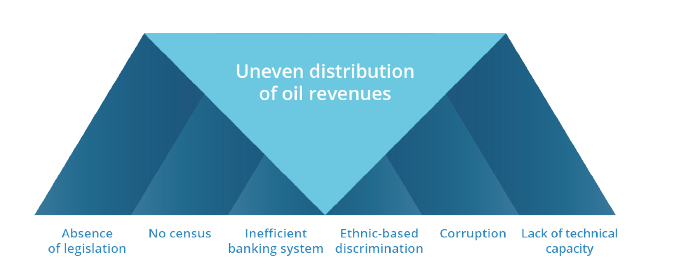 Uneven distribution
of oil revenues
Absence
of legislation
No census
Inefficient
banking system
Ethnic-based
discrimination
Corruption
Lack of technical
capacity